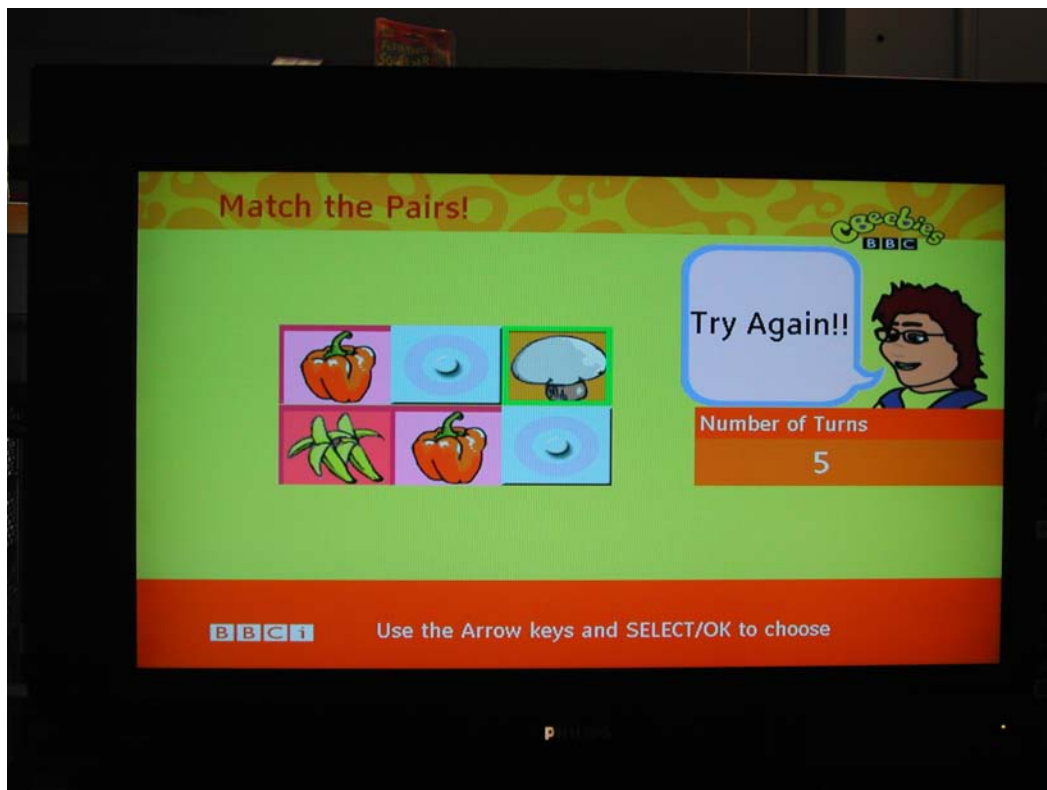 Match the Pairs!
CBeebies
BBC
Try Again!!
Number of Turns
5
BBCi
Use the Arrow keys and SELECT/OK to choose
PHILIPS